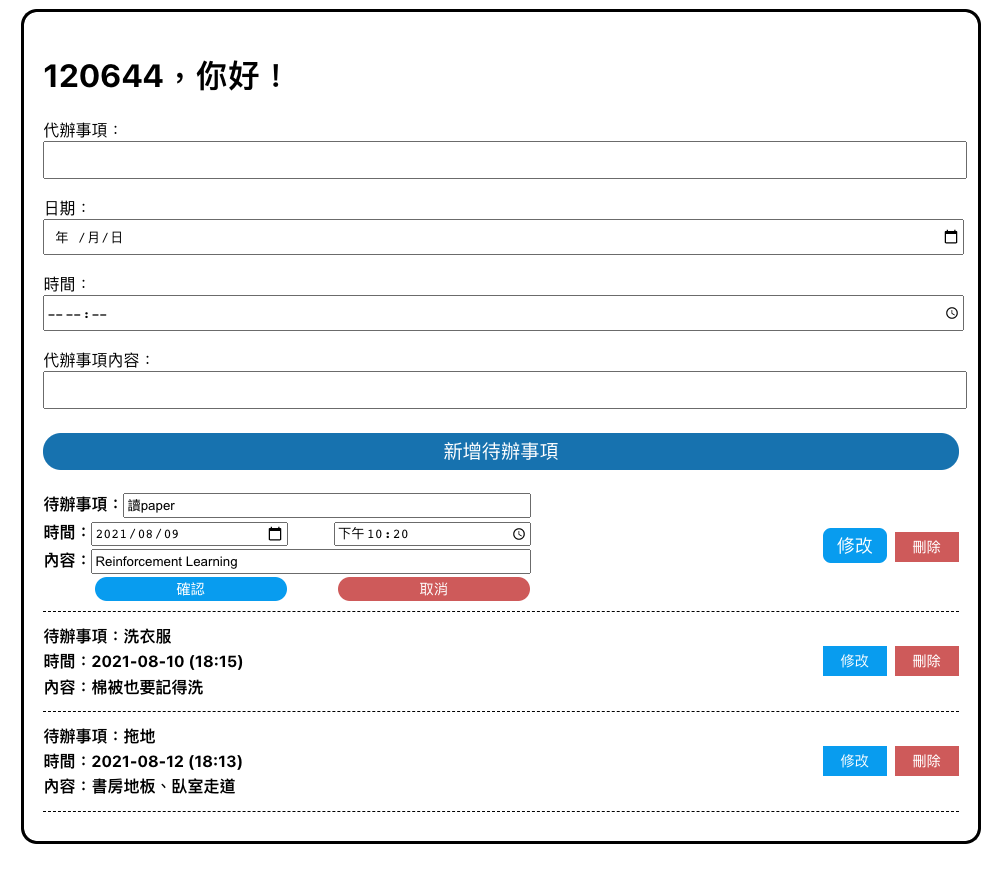 120644，你好！
代辦事項：
日期：
年 /月/日
時間：
-- --:--
代辦事項內容：
新增待辦事項
待辦事項：讀paper
時間：2021/08/09 下午10:20
修改 刪除
內容：Reinforcement Learning
確認 取消
待辦事項：洗衣服
時間：2021-08-10 (18:15)
修改 刪除
內容：棉被也要記得洗
待辦事項：拖地
時間：2021-08-12 (18:13)
修改 刪除
內容：書房地板、臥室走道